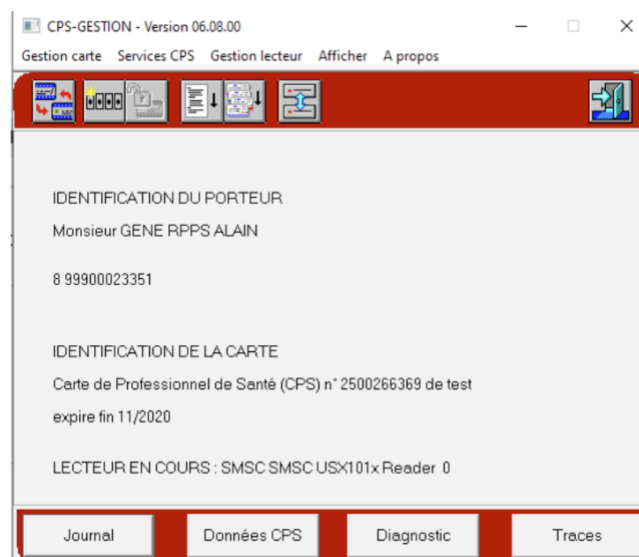 CPS-GESTION - Version 06.08.00
Gestion carte Services CPS Gestion lecteur Afficher A propos
IDENTIFICATION DU PORTEUR
Monsieur GENE RPPS ALAIN
8 99900023351
IDENTIFICATION DE LA CARTE
Carte de Professionnel de Santé (CPS) n° 2500266369 de test
expire fin 11/2020
LECTEUR EN COURS : SMSC SMSC USX101x Reader 0
Journal Données CPS Diagnostic Traces